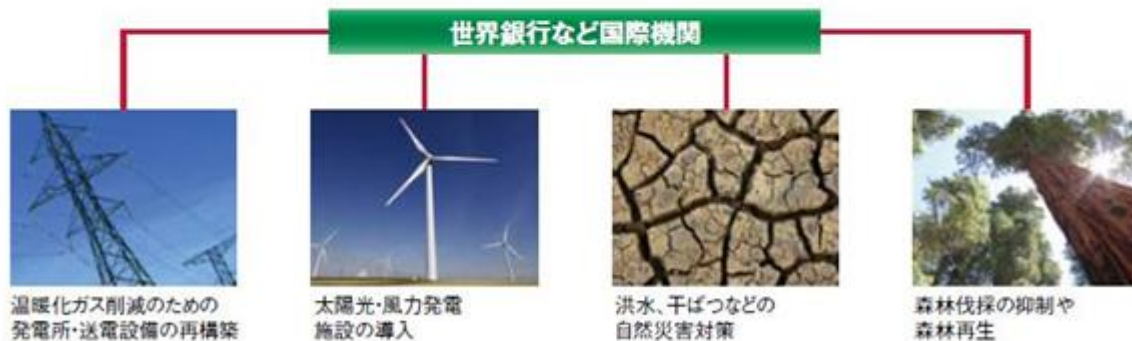 世界銀行など国際機関
温暖化ガス削減のための
発電所・送電設備の再構築
太陽光・風力発電
施設の導入
洪水、干ばつなどの
自然災害対策
森林伐採の抑制や
森林再生